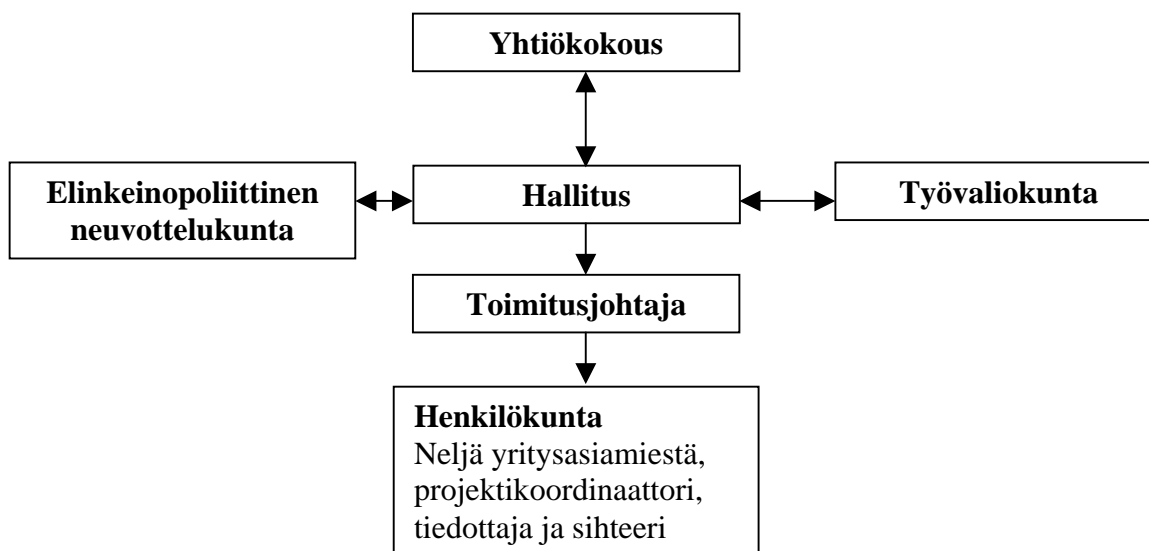 Yhtiökokous
Elinkeinopoliittinen
neuvottelukunta
Hallitus
Työvaliokunta
Toimitusjohtaja
Henkilökunta
Neljä yritysasiamiestä,
projektikoordinaattori,
tiedottaja ja sihteeri